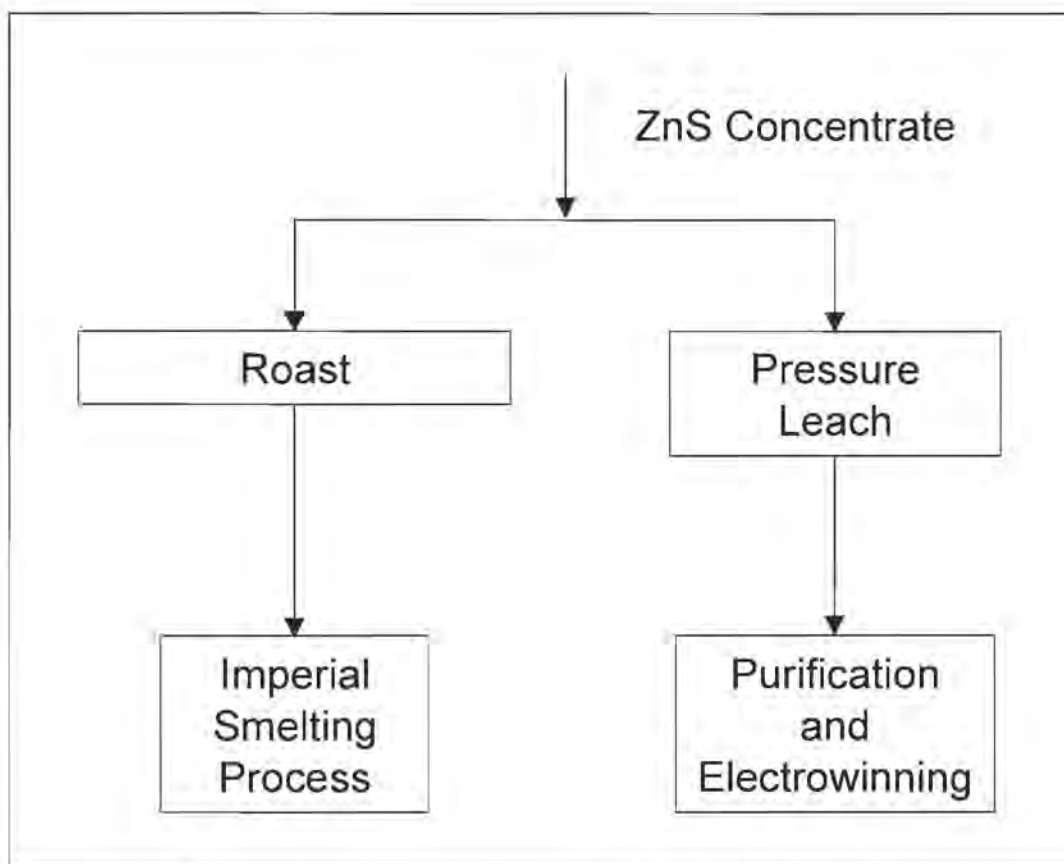 ZnS Concentrate
Roast
Pressure
Leach
Imperial
Smelting
Process
Purification
and
Electrowinning